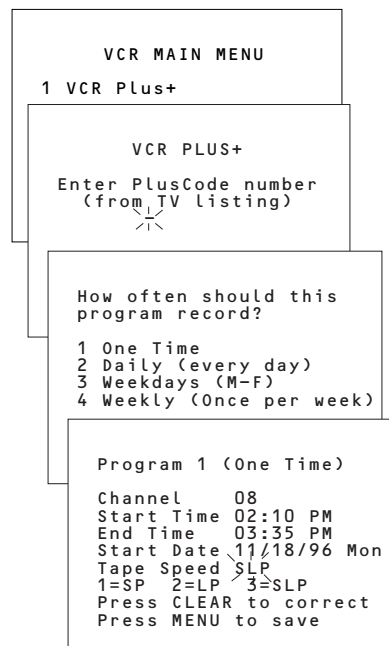 VCR MAIN MENU
1 VCR Plus+
VCR PLUS+
Enter PlusCode number
(from TV listing)
-
How often should this
program record?
1 One Time
2 Daily (every day)
3 Weekdays (M-F)
4 Weekly (Once per week)
Program 1 (One Time)
Channel 08
Start Time 02:10 PM
End Time 03:35 PM
Start Date 11/18/96 Mon
Tape Speed SLP
1=SP 2=LP 3=SLP
Press CLEAR to correct
Press MENU to save